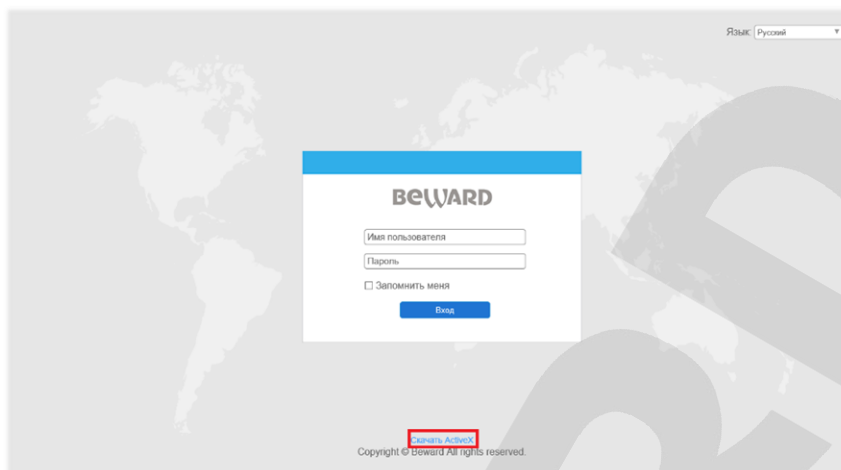 Язык: Русский
BEWARD
Имя пользователя
Пароль
Запомнить меня
Вход
Скачать ActiveX
Copyright © Beward All rights reserved.